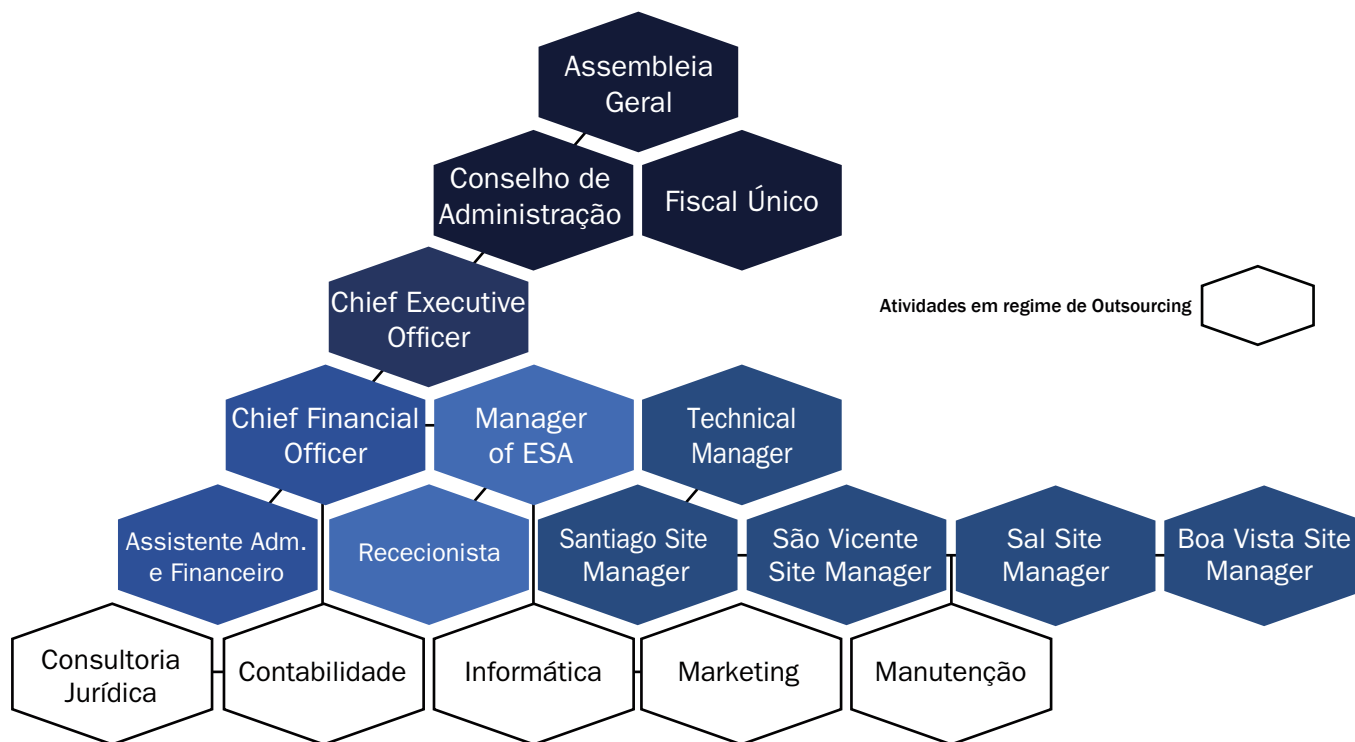 Assembleia
Geral
Conselho de
Administração
Fiscal Único
Chief Executive
Officer
Atividades em regime de Outsourcing
Chief Financial
Officer
Manager
of ESA
Technical
Manager
Assistente Adm.
e Financeiro
Rececionista
Santiago Site
Manager
São Vicente
Site Manager
Sal Site
Manager
Boa Vista Site
Manager
Consultoria
Jurídica
Contabilidade
Informática
Marketing
Manutenção